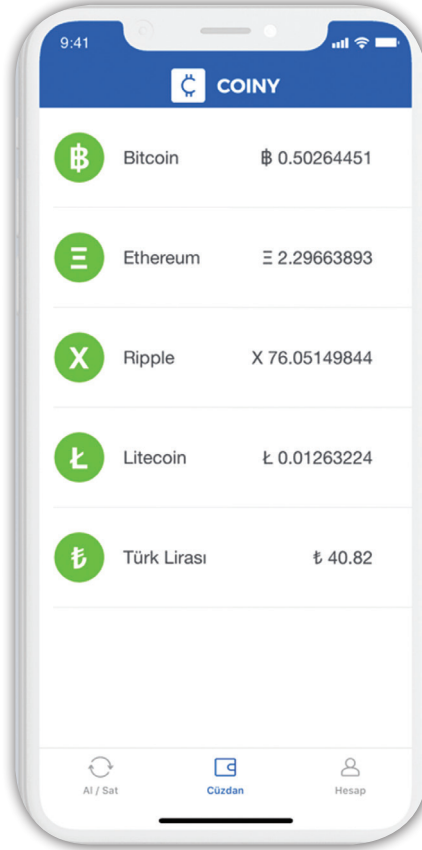 9:41
COINY
Bitcoin ฿ 0.50264451
Ethereum Ξ 2.29663893
X Ripple X 76.05149844
Ł Litecoin Ł 0.01263224
₺ Türk Lirası ₺ 40.82
Al / Sat Cüzdan Hesap